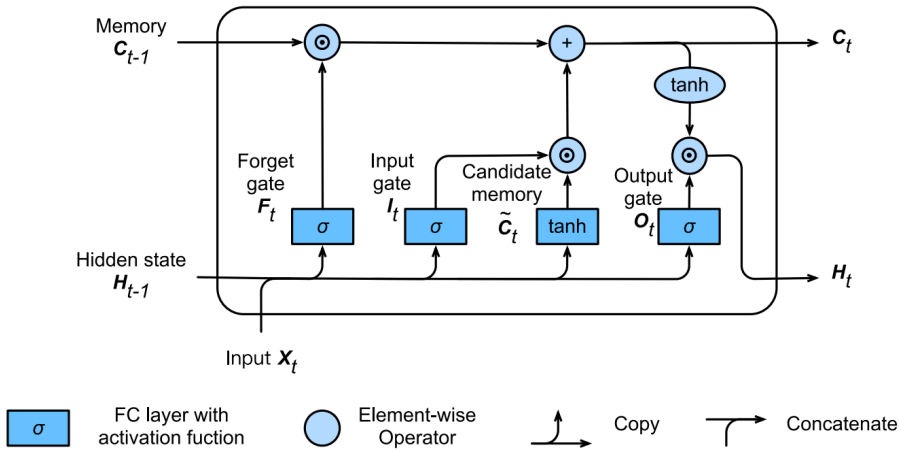 Memory
C_{t-1}
C_t
+
tanh
Forget
gate
F_t
Input
gate
I_t
Candidate
memory
C̃_t
Output
gate
O_t
σ
σ
tanh
σ
Hidden state
H_{t-1}
H_t
Input X_t
σ
FC layer with
activation fuction
Element-wise
Operator
Copy
Concatenate